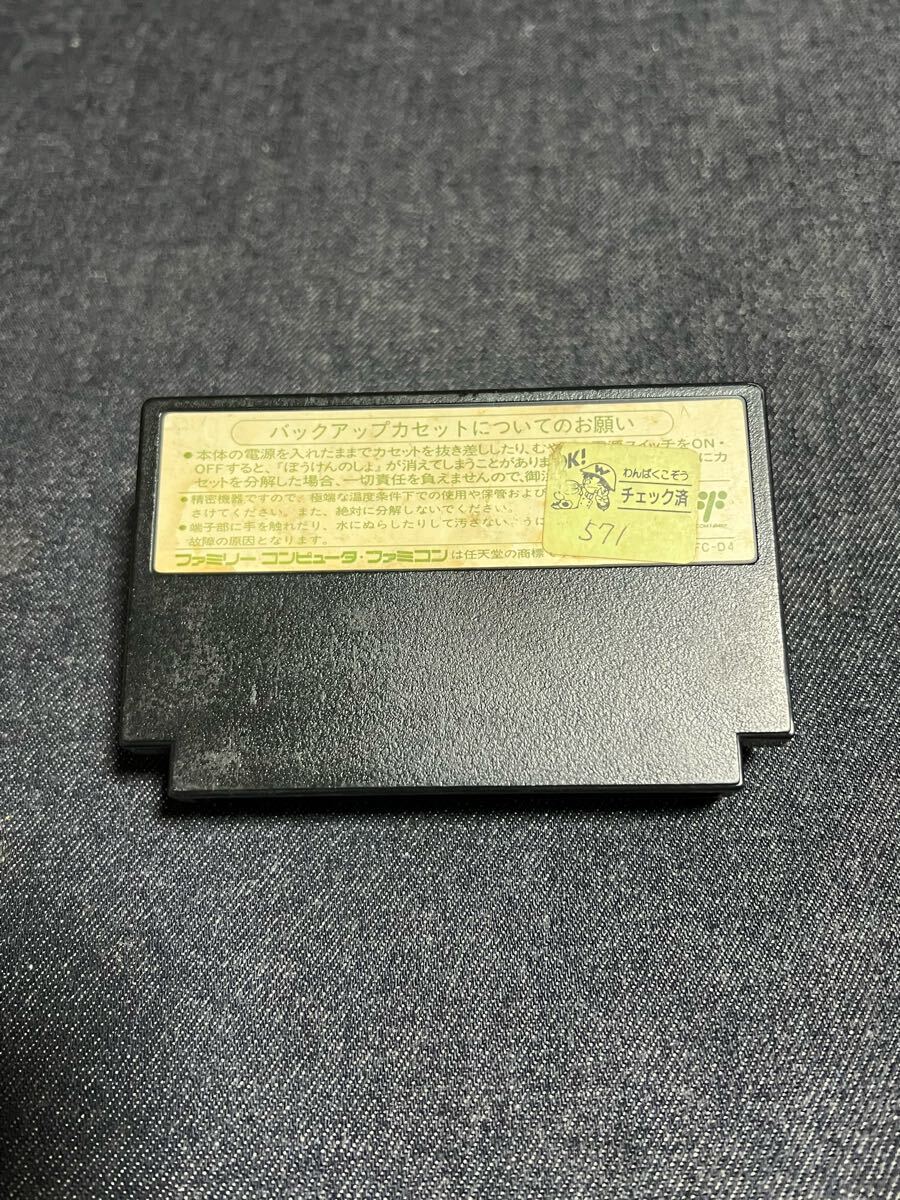 バックアップカセットについてのお願い
●本体の電源を入れたままでカセットを抜き差ししたり、むや 源スイッチをON・
OFFすると、「ぼうけんのしょ」が消えてしまうことがありま にカ
セットを分解した場合、一切責任を負えませんので、御
●精密機器ですので、極端な温度条件下での使用や保管および
さけてください。また、絶対に分解しないでください。
●端子部に手を触れたり、水にぬらしたりして汚さない うに
故障の原因となります。
ファミリーコンピュータ・ファミコンは任天堂の商標で
FC-D4
OK!
わんぱくこぞう
チェック済
571